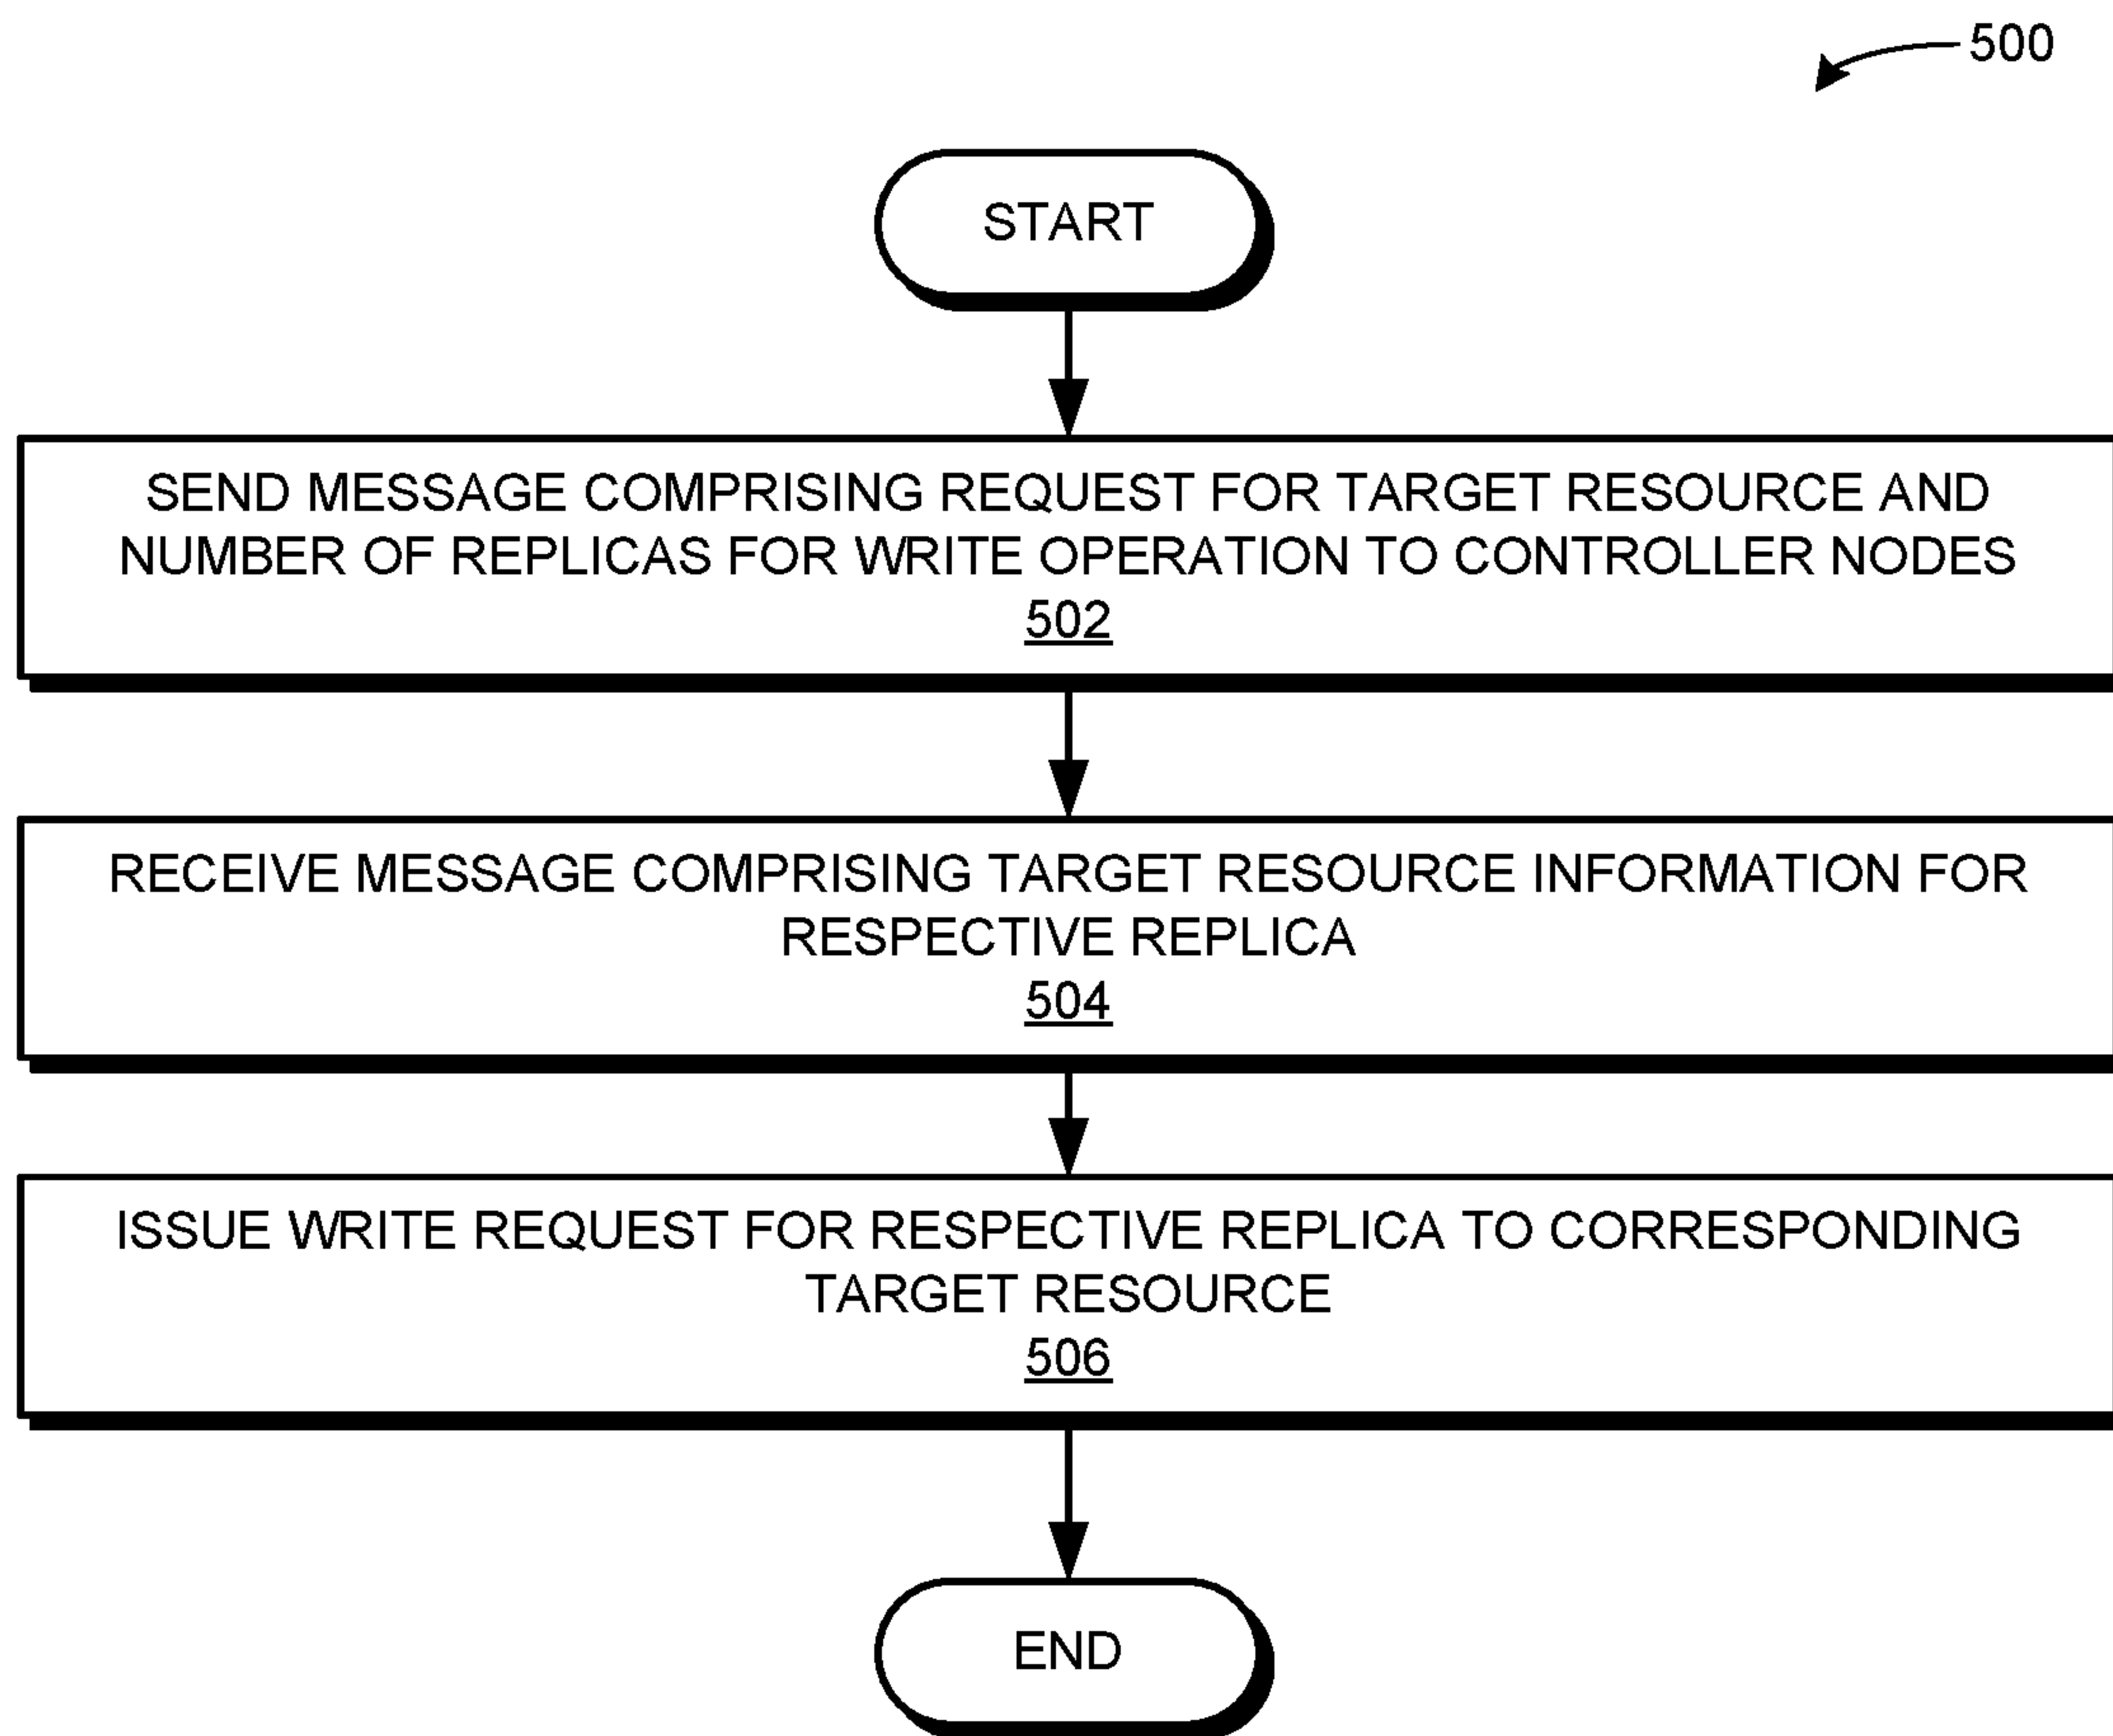 500
START
SEND MESSAGE COMPRISING REQUEST FOR TARGET RESOURCE AND
NUMBER OF REPLICAS FOR WRITE OPERATION TO CONTROLLER NODES
502
RECEIVE MESSAGE COMPRISING TARGET RESOURCE INFORMATION FOR
RESPECTIVE REPLICA
504
ISSUE WRITE REQUEST FOR RESPECTIVE REPLICA TO CORRESPONDING
TARGET RESOURCE
506
END